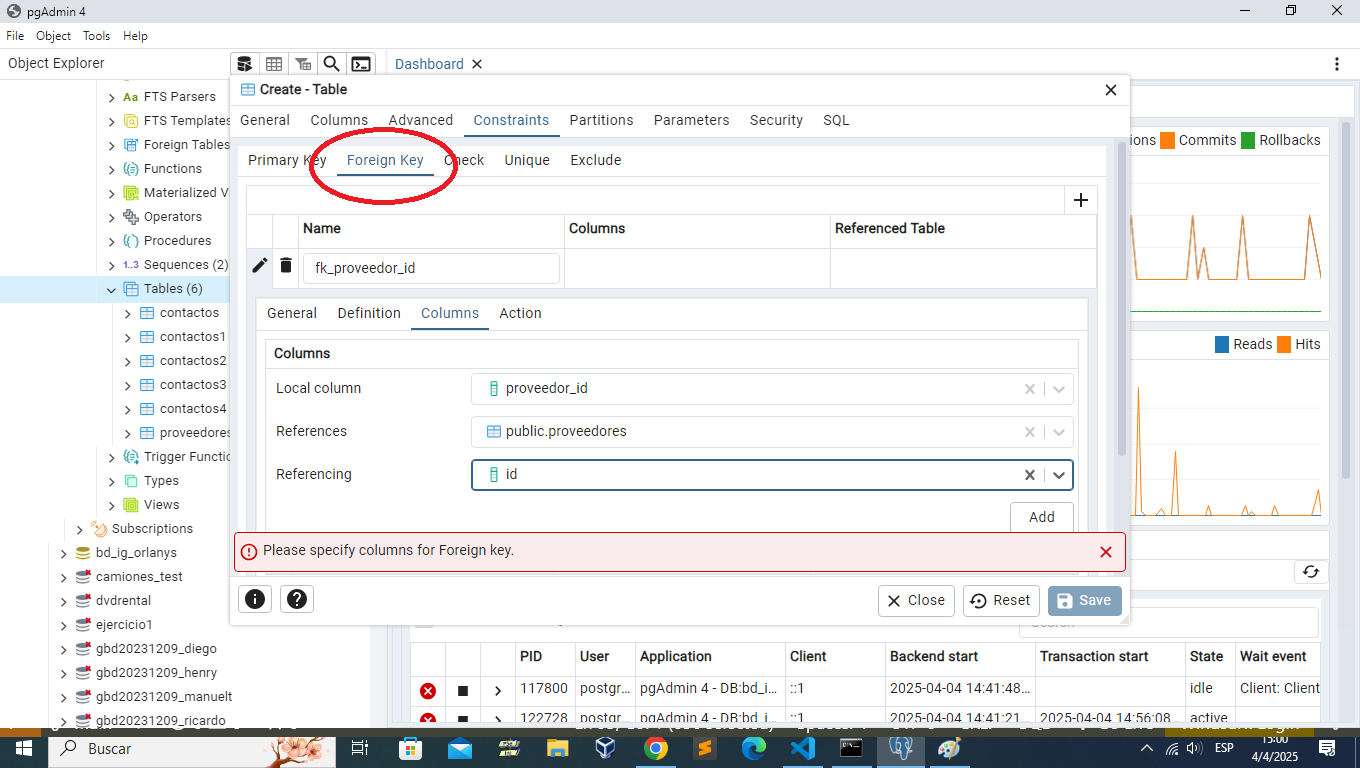 pgAdmin 4
File Object Tools Help
Object Explorer
Dashboard
Create - Table
General Columns Advanced Constraints Partitions Parameters Security SQL
Primary Key Foreign Key Check Unique Exclude
Name Columns Referenced Table
fk_proveedor_id
General Definition Columns Action
Columns
Local column proveedor_id
References public.proveedores
Referencing id
Add
Please specify columns for Foreign key.
Close Reset Save
Aa FTS Parsers
FTS Templates
Foreign Tables
Functions
Materialized V
Operators
Procedures
1..3 Sequences (2)
Tables (6)
contactos
contactos1
contactos2
contactos3
contactos4
proveedores
Trigger Functio
Types
Views
Subscriptions
bd_ig_orlanys
camiones_test
dvdrental
ejercicio1
gbd20231209_diego
gbd20231209_henry
gbd20231209_manuelt
gbd20231209_ricardo
ions Commits Rollbacks
Reads Hits
PID User Application Client Backend start Transaction start State Wait event
117800 postgr... pgAdmin 4 - DB:bd_i... ::1 2025-04-04 14:41:48... idle Client: Client
122728 postgr... pgAdmin 4 - DB:bd_i... ::1 2025-04-04 14:41:21... 2025-04-04 14:56:08... active
Buscar
ESP
15:00
4/4/2025